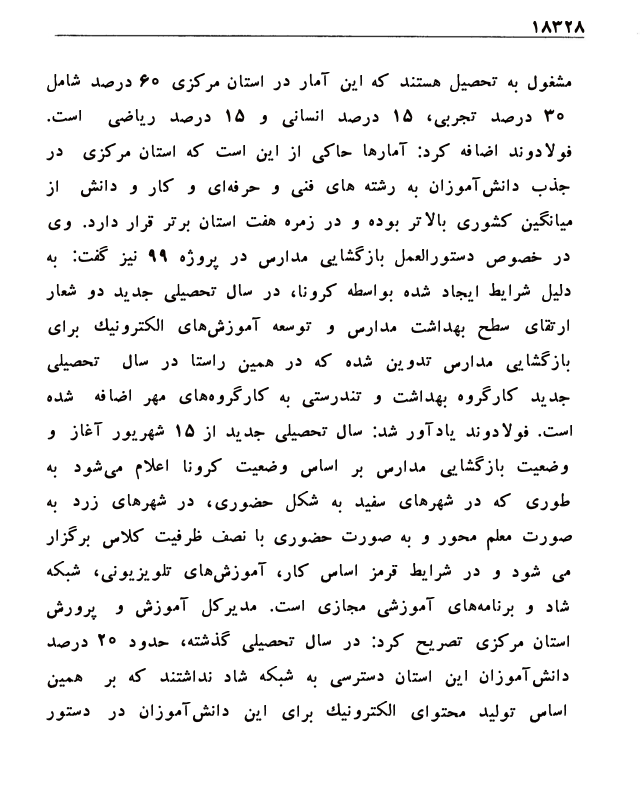 ۱۸۳۲۸
مشغول به تحصیل هستند که این آمار در استان مرکزی ۶۰ درصد شامل
۳۰ درصد تجربی، ۱۵ درصد انسانی و ۱۵ درصد ریاضی است.
فولادوند اضافه کرد: آمارها حاکی از این است که استان مرکزی در
جذب دانش‌آموزان به رشته های فنی و حرفه‌ای و کار و دانش از
میانگین کشوری بالاتر بوده و در زمره هفت استان برتر قرار دارد. وی
در خصوص دستورالعمل بازگشایی مدارس در پروژه ۹۹ نیز گفت: به
دلیل شرایط ایجاد شده بواسطه کرونا، در سال تحصیلی جدید دو شعار
ارتقای سطح بهداشت مدارس و توسعه آموزش‌های الکترونیك برای
بازگشایی مدارس تدوین شده که در همین راستا در سال تحصیلی
جدید کارگروه بهداشت و تندرستی به کارگروه‌های مهر اضافه شده
است. فولادوند یادآور شد: سال تحصیلی جدید از ۱۵ شهریور آغاز و
وضعیت بازگشایی مدارس بر اساس وضعیت کرونا اعلام می‌شود به
طوری که در شهرهای سفید به شکل حضوری، در شهرهای زرد به
صورت معلم محور و به صورت حضوری با نصف ظرفیت کلاس برگزار
می شود و در شرایط قرمز اساس کار، آموزش‌های تلویزیونی، شبکه
شاد و برنامه‌های آموزشی مجازی است. مدیرکل آموزش و پرورش
استان مرکزی تصریح کرد: در سال تحصیلی گذشته، حدود ۲۰ درصد
دانش‌آموزان این استان دسترسی به شبکه شاد نداشتند که بر همین
اساس تولید محتوای الکترونیك برای این دانش‌آموزان در دستور